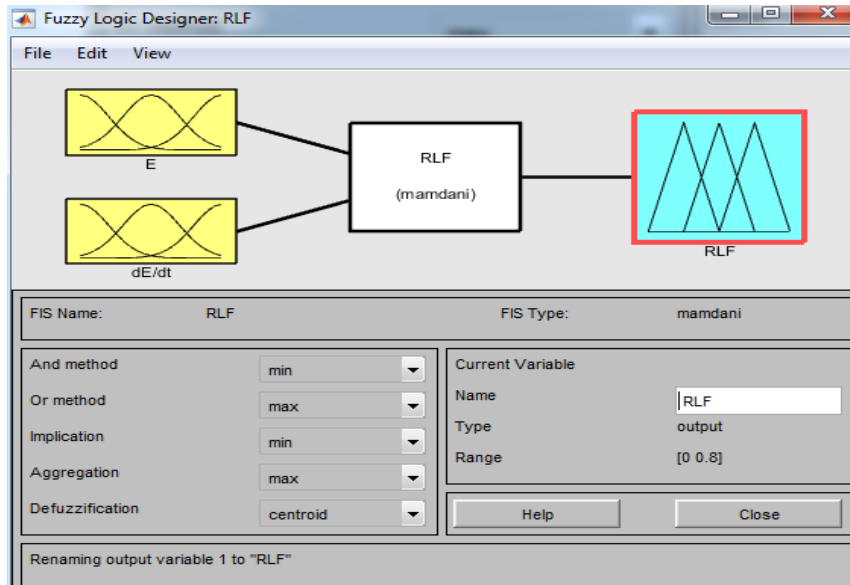 Fuzzy Logic Designer: RLF
File Edit View
E
dE/dt
RLF
(mamdani)
RLF
FIS Name: RLF FIS Type: mamdani
And method min
Or method max
Implication min
Aggregation max
Defuzzification centroid
Current Variable
Name RLF
Type output
Range [0 0.8]
Help Close
Renaming output variable 1 to "RLF"